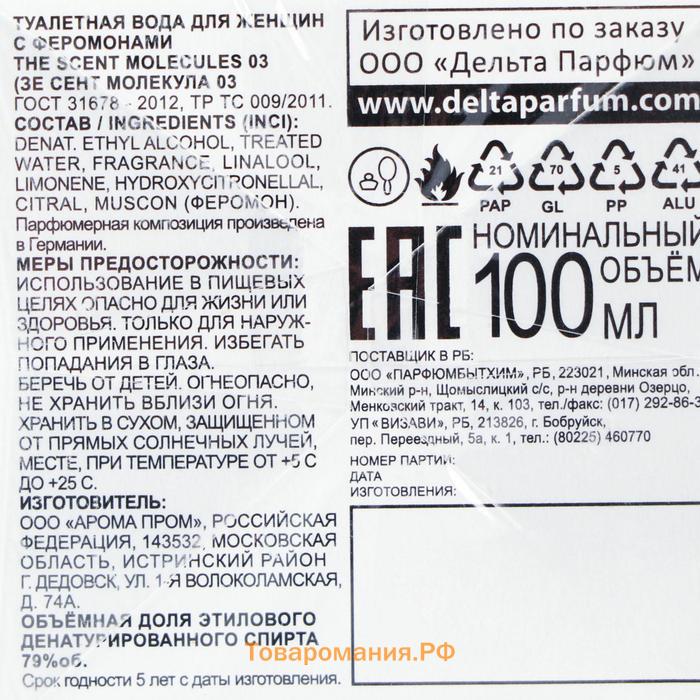 ТУАЛЕТНАЯ ВОДА ДЛЯ ЖЕНЩИН
С ФЕРОМОНАМИ
THE SCENT MOLECULES 03
(ЗЕ СЕНТ МОЛЕКУЛА 03
ГОСТ 31678 - 2012, ТР ТС 009/2011.
СОСТАВ / INGREDIENTS (INCI):
DENAT. ETHYL ALCOHOL, TREATED
WATER, FRAGRANCE, LINALOOL,
LIMONENE, HYDROXYCITRONELLAL,
CITRAL, MUSCON (ФЕРОМОН).
Парфюмерная композиция произведена
в Германии.
МЕРЫ ПРЕДОСТОРОЖНОСТИ:
ИСПОЛЬЗОВАНИЕ В ПИЩЕВЫХ
ЦЕЛЯХ ОПАСНО ДЛЯ ЖИЗНИ ИЛИ
ЗДОРОВЬЯ. ТОЛЬКО ДЛЯ НАРУЖ-
НОГО ПРИМЕНЕНИЯ. ИЗБЕГАТЬ
ПОПАДАНИЯ В ГЛАЗА.
БЕРЕЧЬ ОТ ДЕТЕЙ. ОГНЕОПАСНО,
НЕ ХРАНИТЬ ВБЛИЗИ ОГНЯ.
ХРАНИТЬ В СУХОМ, ЗАЩИЩЕННОМ
ОТ ПРЯМЫХ СОЛНЕЧНЫХ ЛУЧЕЙ,
МЕСТЕ, ПРИ ТЕМПЕРАТУРЕ ОТ +5 С
ДО +25 С.
ИЗГОТОВИТЕЛЬ:
ООО «АРОМА ПРОМ», РОССИЙСКАЯ
ФЕДЕРАЦИЯ, 143532, МОСКОВСКАЯ
ОБЛАСТЬ, ИСТРИНСКИЙ РАЙОН
Г. ДЕДОВСК, УЛ. 1-Я ВОЛОКОЛАМСКАЯ,
Д. 74А.
ОБЪЁМНАЯ ДОЛЯ ЭТИЛОВОГО
ДЕНАТУРИРОВАННОГО СПИРТА
79%об.
Срок годности 5 лет с даты изготовления.
Изготовлено по заказу
ООО «Дельта Парфюм»
www.deltaparfum.com
21 70 5 41
PAP GL PP ALU
ЕАС
НОМИНАЛЬНЫЙ
ОБЪЁМ
100 МЛ
ПОСТАВЩИК В РБ:
ООО «ПАРФЮМБЫТХИМ», РБ, 223021, Минская обл.
Минский р-н, Щомыслицкий с/с, р-н деревни Озерцо,
Менковский тракт, 14, к. 103, тел./факс: (017) 292-86-3
УП «ВИЗАВИ», РБ, 213826, г. Бобруйск,
пер. Переездный, 5а, к. 1, тел.: (80225) 460770
НОМЕР ПАРТИИ:
ДАТА
ИЗГОТОВЛЕНИЯ:
Товаромания.РФ